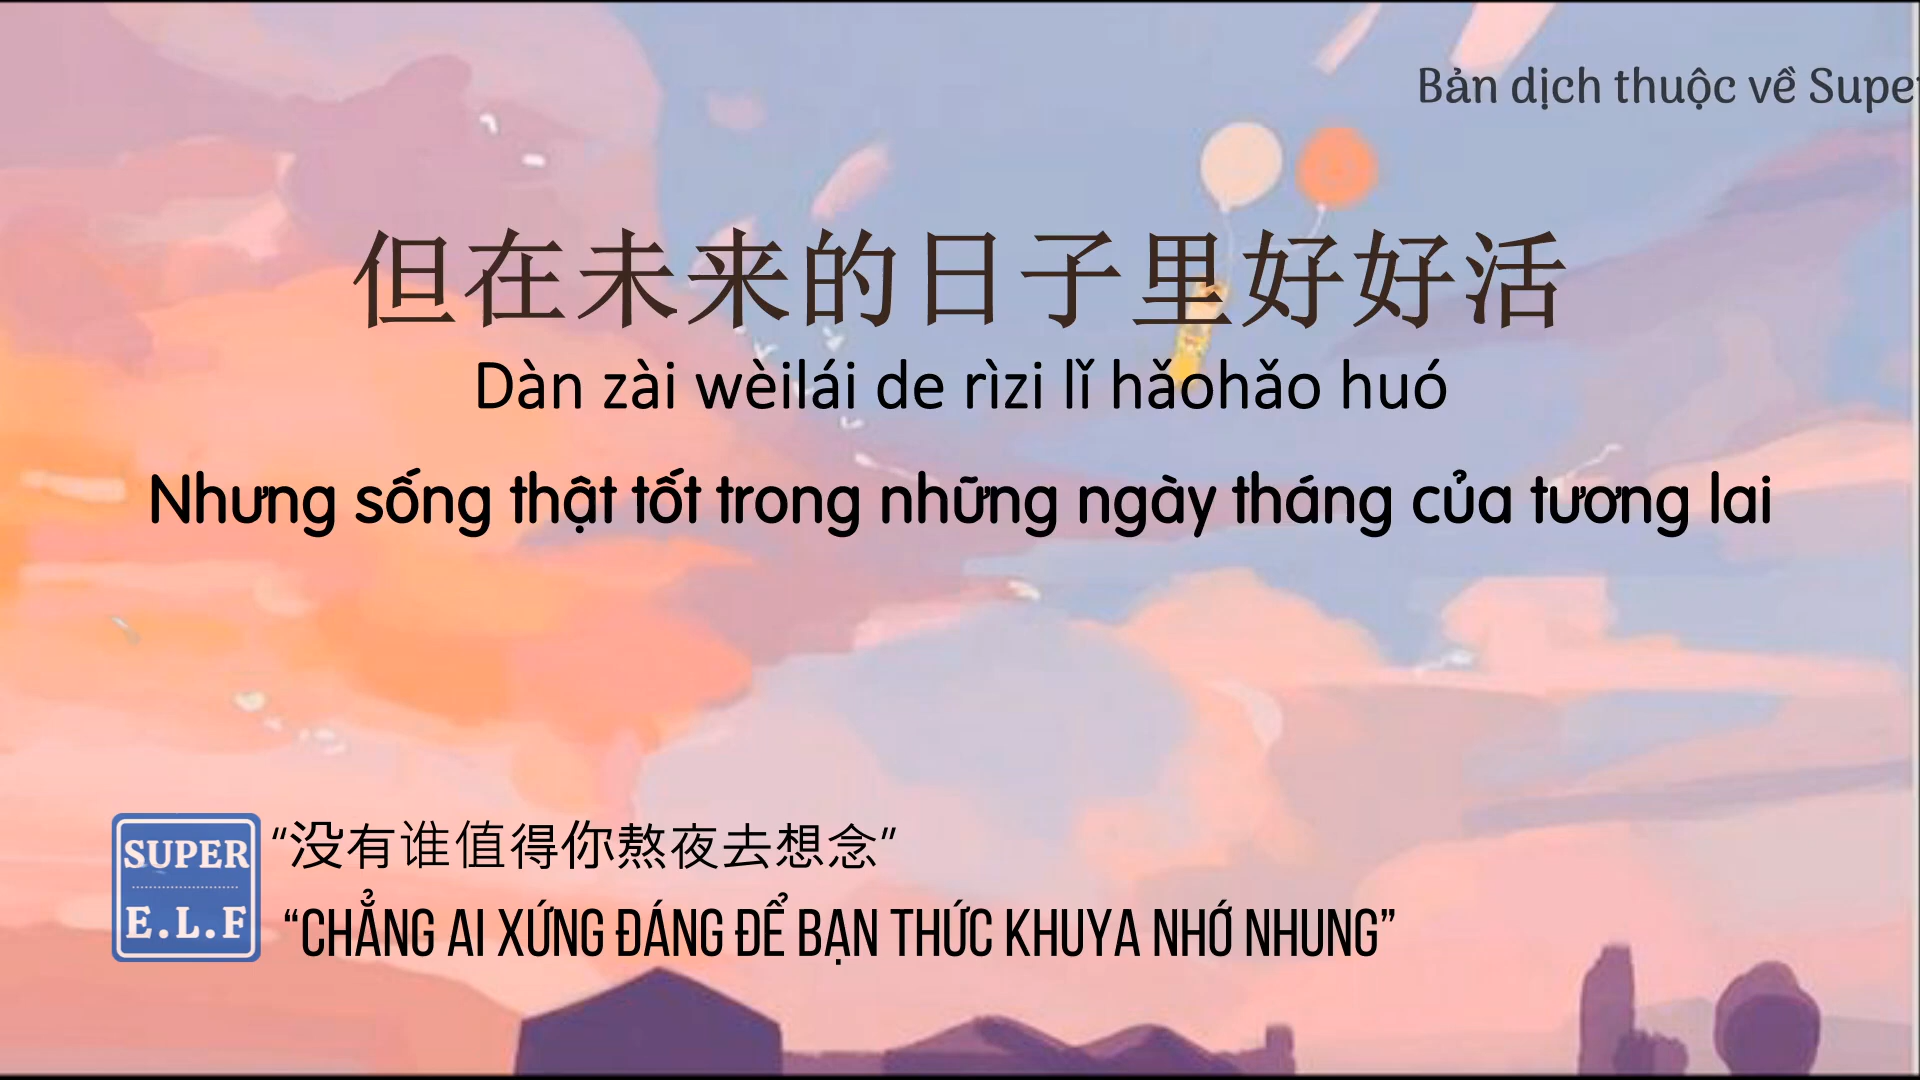 Bản dịch thuộc về Super
但在未来的日子里好好活
Dàn zài wèilái de rìzi lǐ hǎohǎo huó
Nhưng sống thật tốt trong những ngày tháng của tương lai
SUPER
E.L.F
“没有谁值得你熬夜去想念”
“CHẲNG AI XỨNG ĐÁNG ĐỂ BẠN THỨC KHUYA NHỚ NHUNG”